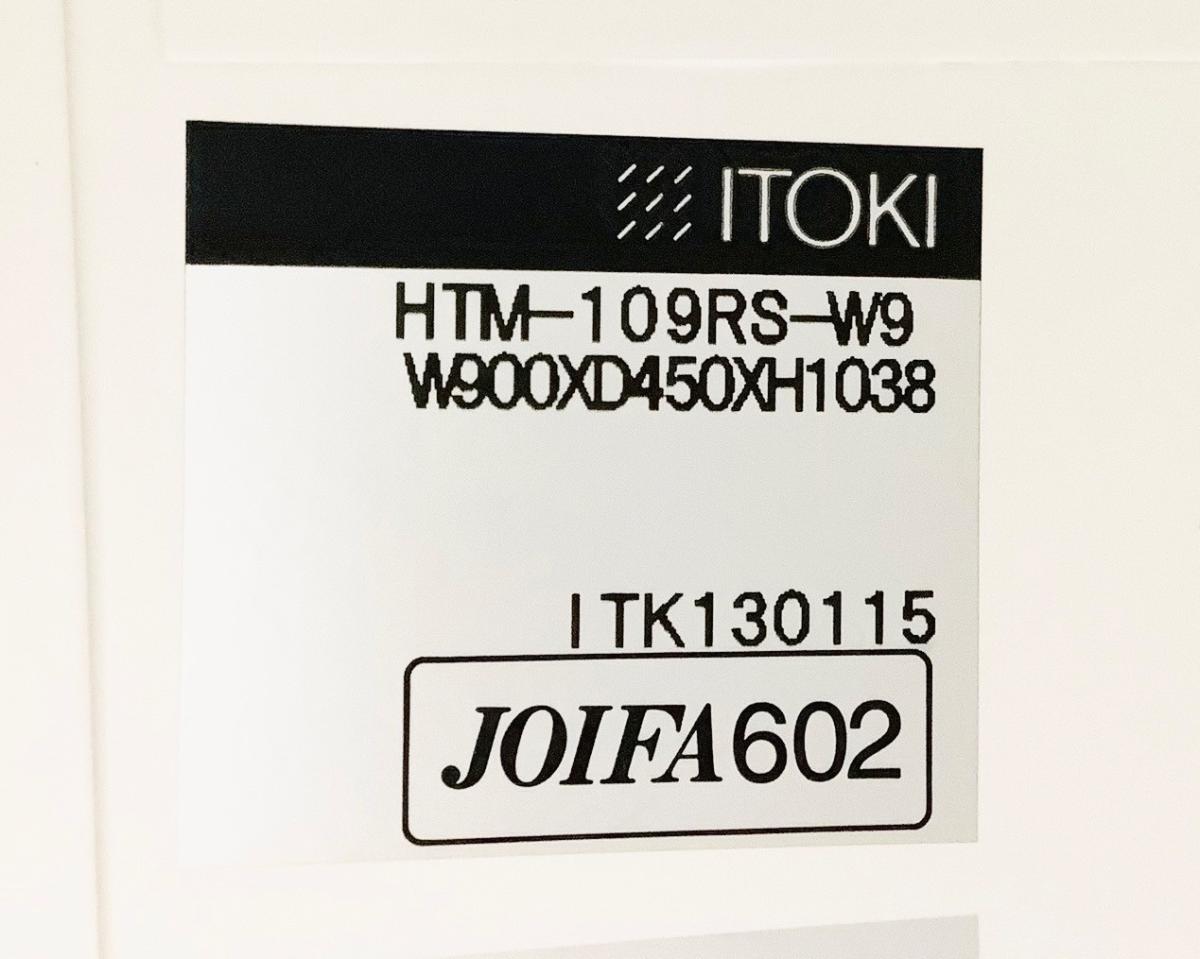 ITOKI
HTM-109RS-W9
W900XD450XH1038
ITK130115
JOIFA602